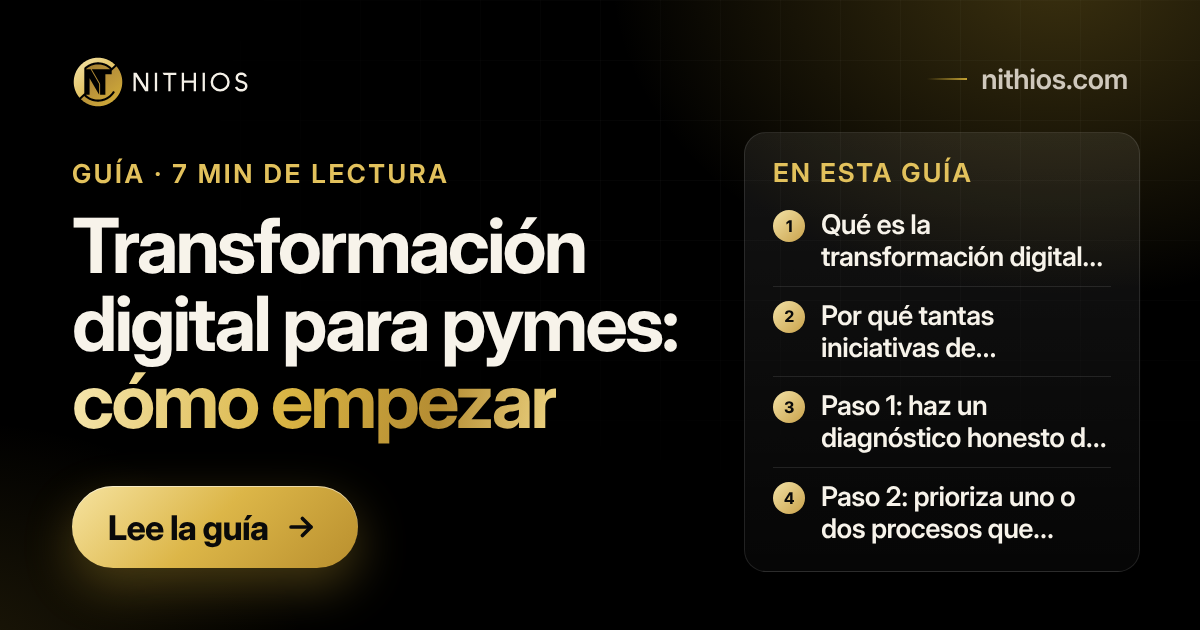 NITHIOS
nithios.com
GUÍA · 7 MIN DE LECTURA
Transformación
digital para pymes:
cómo empezar
Lee la guía →
EN ESTA GUÍA
1 Qué es la
transformación digital...
2 Por qué tantas
iniciativas de...
3 Paso 1: haz un
diagnóstico honesto d...
4 Paso 2: prioriza uno o
dos procesos que...